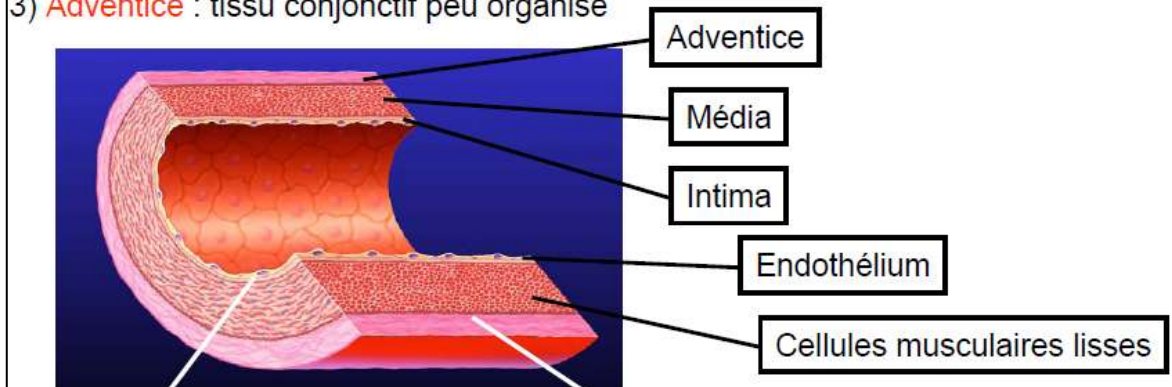 3) Adventice : tissu conjonctif peu organisé
Adventice
Média
Intima
Endothélium
Cellules musculaires lisses